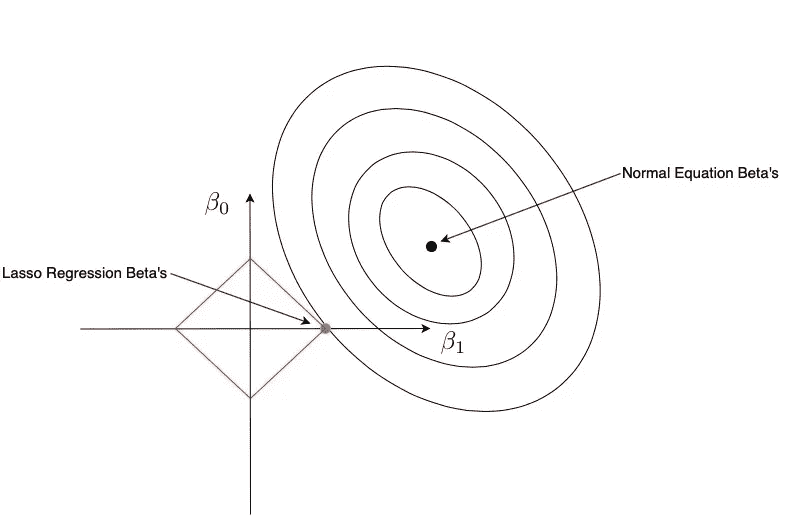 Normal Equation Beta's
β₀
Lasso Regression Beta's
β₁